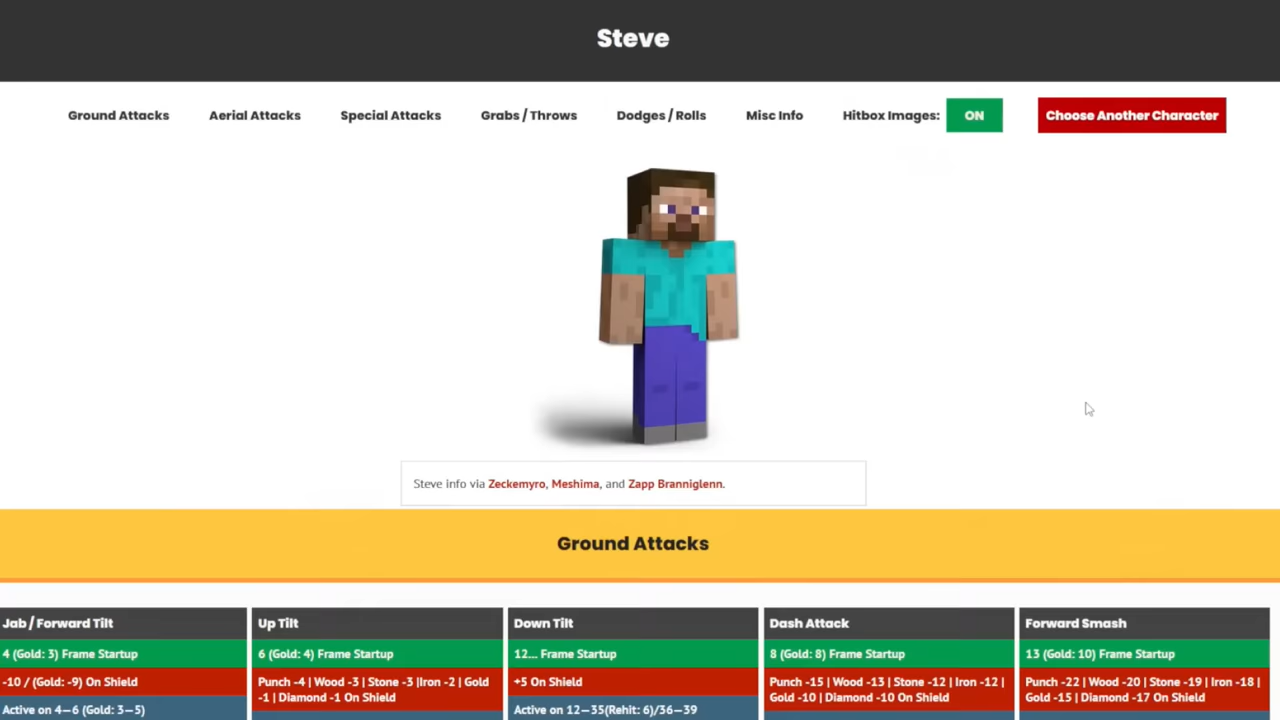 Steve
Ground Attacks
Aerial Attacks
Special Attacks
Grabs / Throws
Dodges / Rolls
Misc Info
Hitbox Images:
ON
Choose Another Character
Steve info via Zeckemyro, Meshima, and Zapp Branniglenn.
Ground Attacks
Jab / Forward Tilt
4 (Gold: 3) Frame Startup
-10 / (Gold: -9) On Shield
Active on 4—6 (Gold: 3—5)
Up Tilt
6 (Gold: 4) Frame Startup
Punch -4 | Wood -3 | Stone -3 |Iron -2 | Gold
-1 | Diamond -1 On Shield
Down Tilt
12... Frame Startup
+5 On Shield
Active on 12—35(Rehit: 6)/36—39
Dash Attack
8 (Gold: 8) Frame Startup
Punch -15 | Wood -13 | Stone -12 | Iron -12 |
Gold -10 | Diamond -10 On Shield
Forward Smash
13 (Gold: 10) Frame Startup
Punch -22 | Wood -20 | Stone -19 | Iron -18 |
Gold -15 | Diamond -17 On Shield